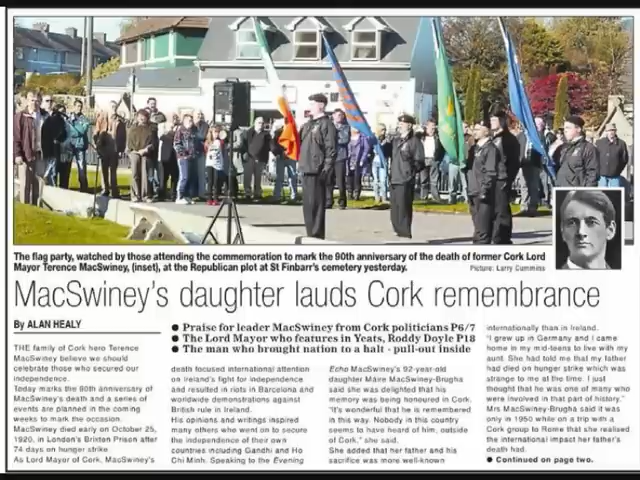 The flag party, watched by those attending the commemoration to mark the 90th anniversary of the death of former Cork Lord
Mayor Terence MacSwiney, (inset), at the Republican plot at St Finbarr's cemetery yesterday.
Picture: Larry Cummins
MacSwiney's daughter lauds Cork remembrance
By ALAN HEALY
THE family of Cork hero Terence
MacSwiney believe we should
celebrate those who secured our
independence.
Today marks the 90th anniversary of
MacSwiney's death and a series of
events are planned in the coming
weeks to mark the occasion.
MacSwiney died early on October 25,
1920, in London's Brixton Prison after
74 days on hunger strike
As Lord Mayor of Cork, MacSwiney's
● Praise for leader MacSwiney from Cork politicians P6/7
● The Lord Mayor who features in Yeats, Roddy Doyle P18
● The man who brought nation to a halt - pull-out inside
death focused international attention
on Ireland's fight for independence
and resulted in riots in Barcelona and
worldwide demonstrations against
British rule in Ireland.
His opinions and writings inspired
many others who went on to secure
the independence of their own
countries including Gandhi and Ho
Chi Minh. Speaking to the Evening
Echo MacSwiney's 92-year-old
daughter Máire MacSwiney-Brugha
said she was delighted that his
memory was being honoured in Cork.
"It's wonderful that he is remembered
in this way. Nobody in this country
seems to have heard of him, outside
of Cork," she said.
She added that her father and his
sacrifice was more well-known
internationally than in Ireland.
"I grew up in Germany and I came
home in my mid-teens to live with my
aunt. She had told me that my father
had died on hunger strike which was
strange to me at the time. I just
thought that he was one of many who
were involved in that part of history."
Mrs MacSwiney-Brugha said it was
only in 1950 while on a trip with a
Cork group to Rome that she realised
the international impact her father's
death had.
● Continued on page two.